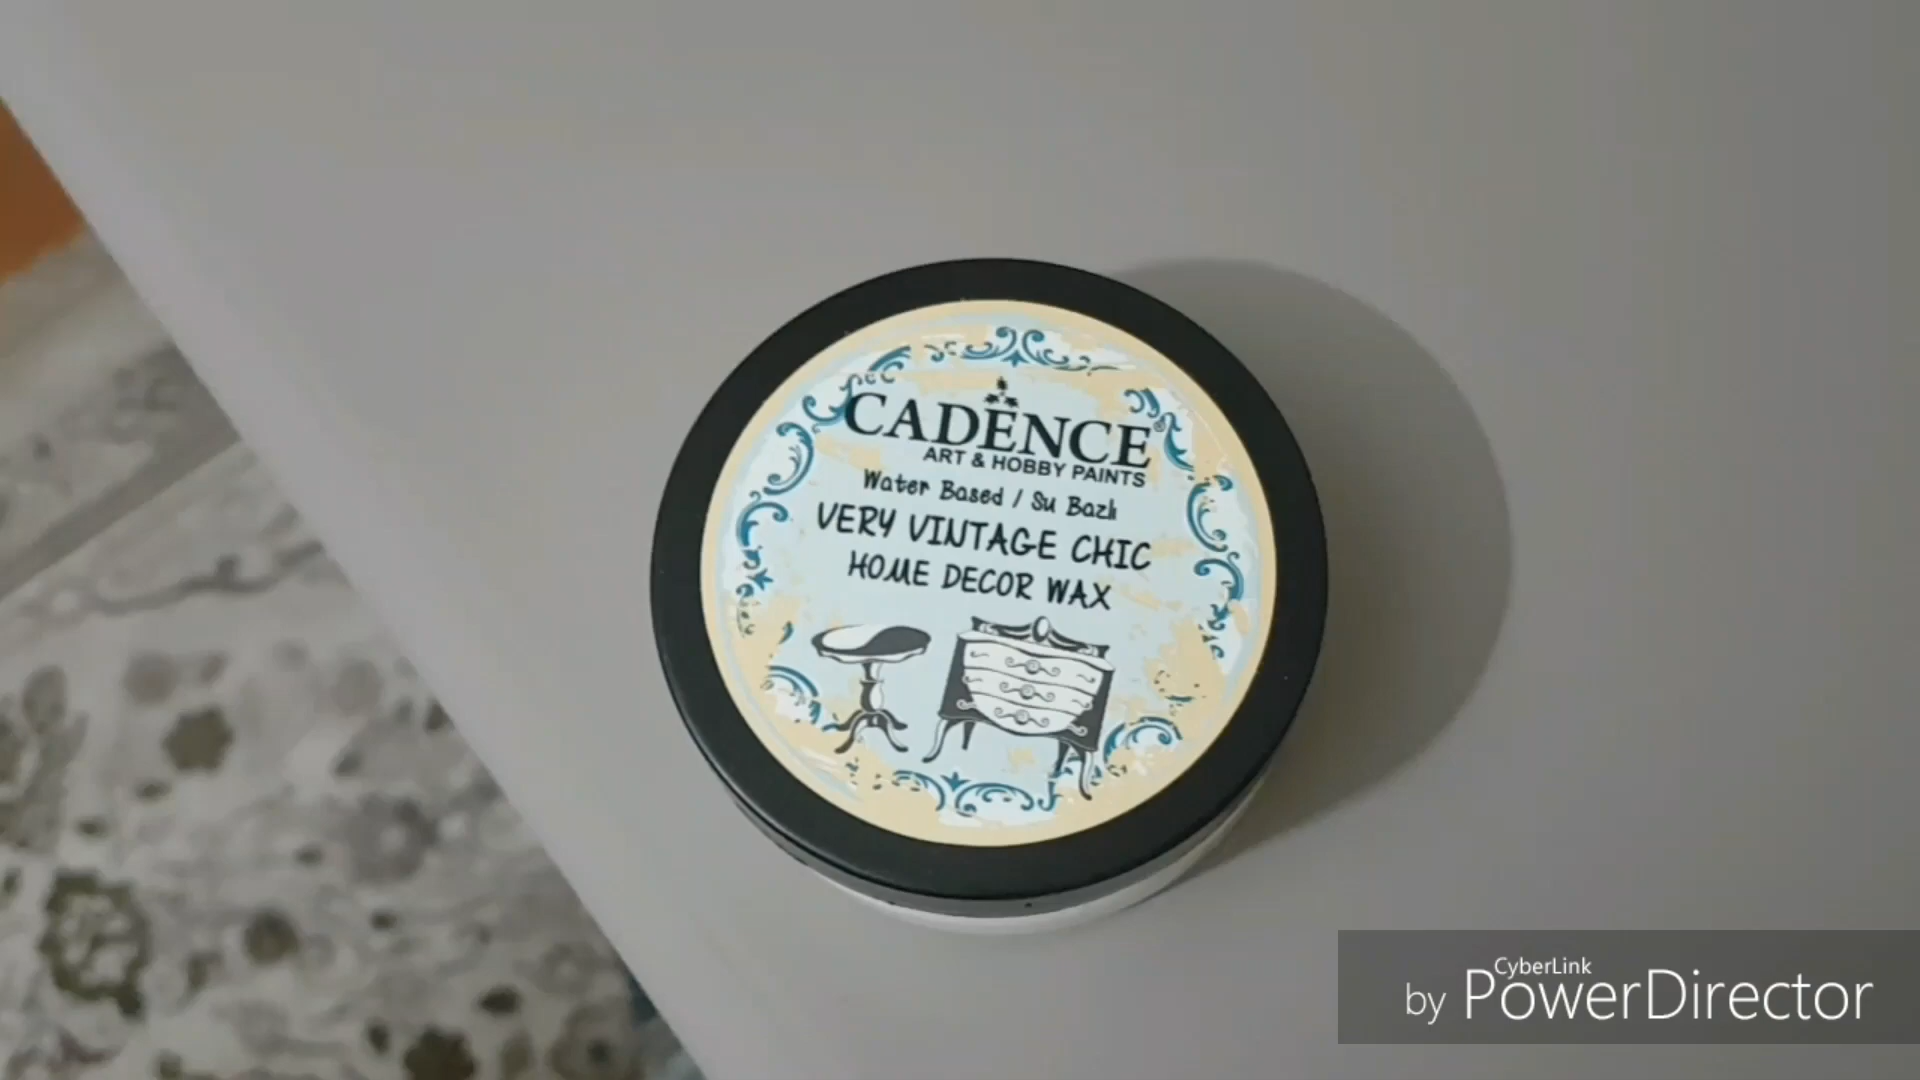 CADENCE®
ART & HOBBY PAINTS
Water Based / Su Bazlı
VERY VINTAGE CHIC
HOME DECOR WAX
CyberLink
by PowerDirector